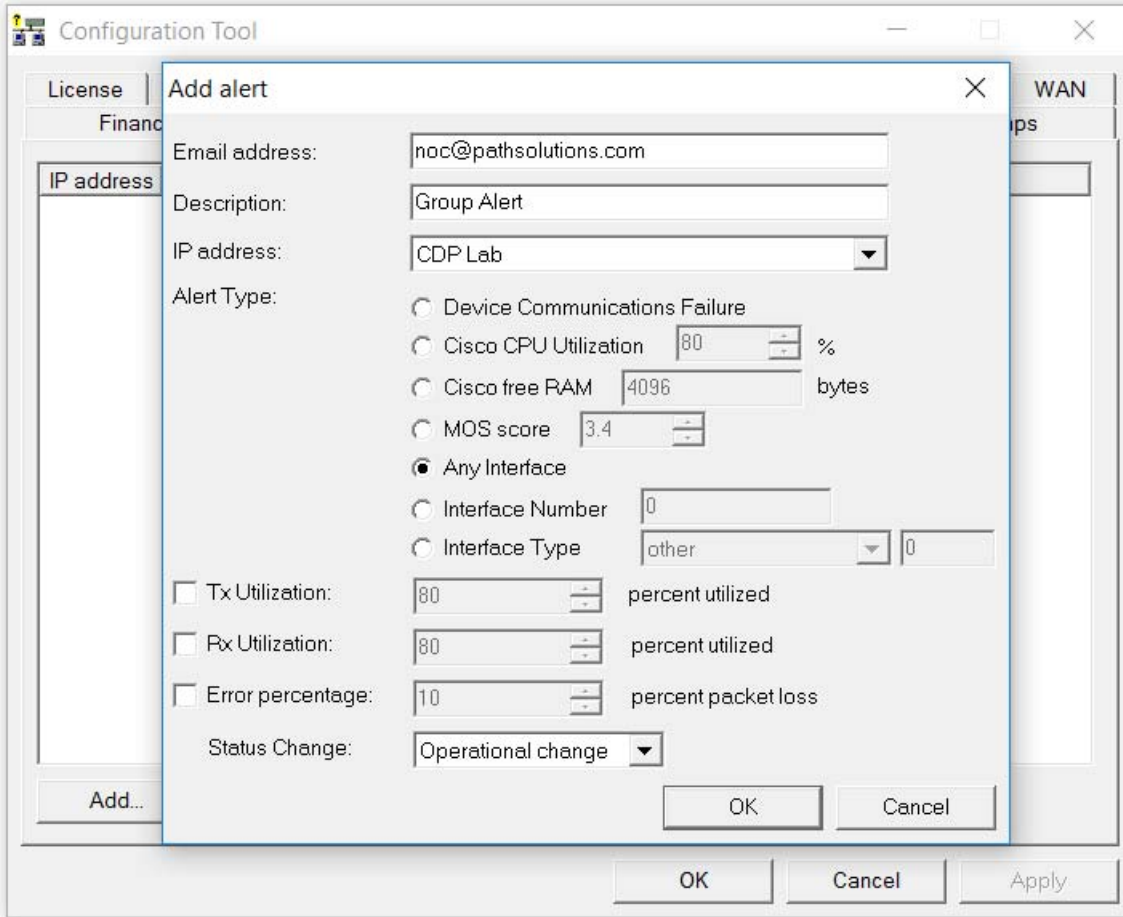 Configuration Tool
License
WAN
Financ
ps
IP address
Add alert
Email address: noc@pathsolutions.com
Description: Group Alert
IP address: CDP Lab
Alert Type:
Device Communications Failure
Cisco CPU Utilization 80 %
Cisco free RAM 4096 bytes
MOS score 3.4
Any Interface
Interface Number 0
Interface Type other 0
Tx Utilization: 80 percent utilized
Rx Utilization: 80 percent utilized
Error percentage: 10 percent packet loss
Status Change: Operational change
OK Cancel
Add...
OK Cancel Apply